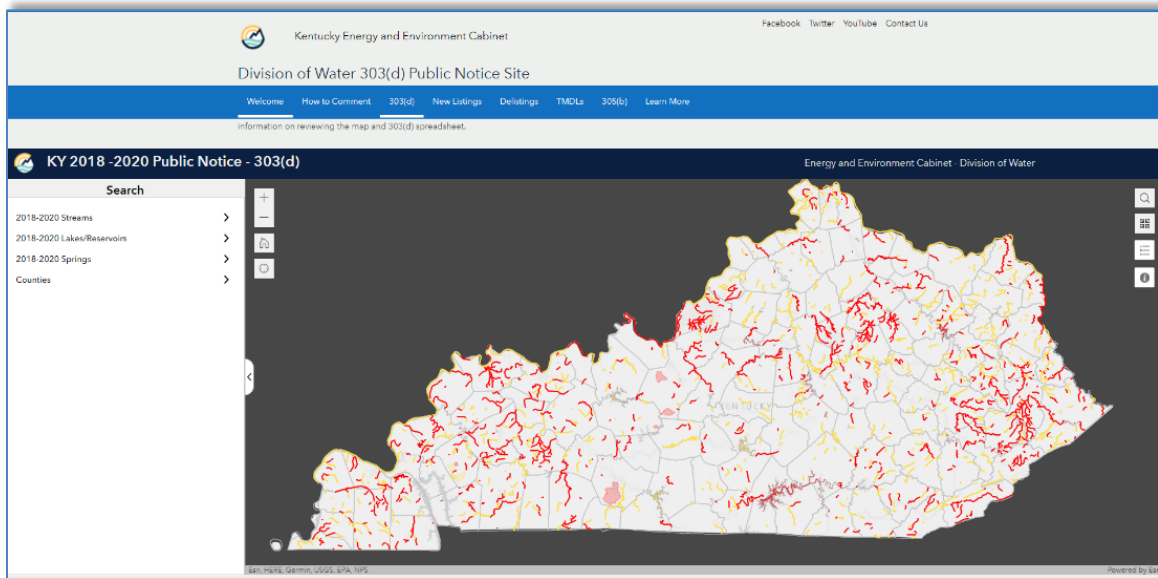 Facebook Twitter YouTube Contact Us
Kentucky Energy and Environment Cabinet
Division of Water 303(d) Public Notice Site
Welcome How to Comment 303(d) New Listings Delistings TMDLs 305(b) Learn More
information on reviewing the map and 303(d) spreadsheet.
KY 2018 -2020 Public Notice - 303(d) Energy and Environment Cabinet - Division of Water
Search
2018-2020 Streams
2018-2020 Lakes/Reservoirs
2018-2020 Springs
Counties
KENTUCKY
Esri, HERE, Garmin, USGS, EPA, NPS Powered by Esri